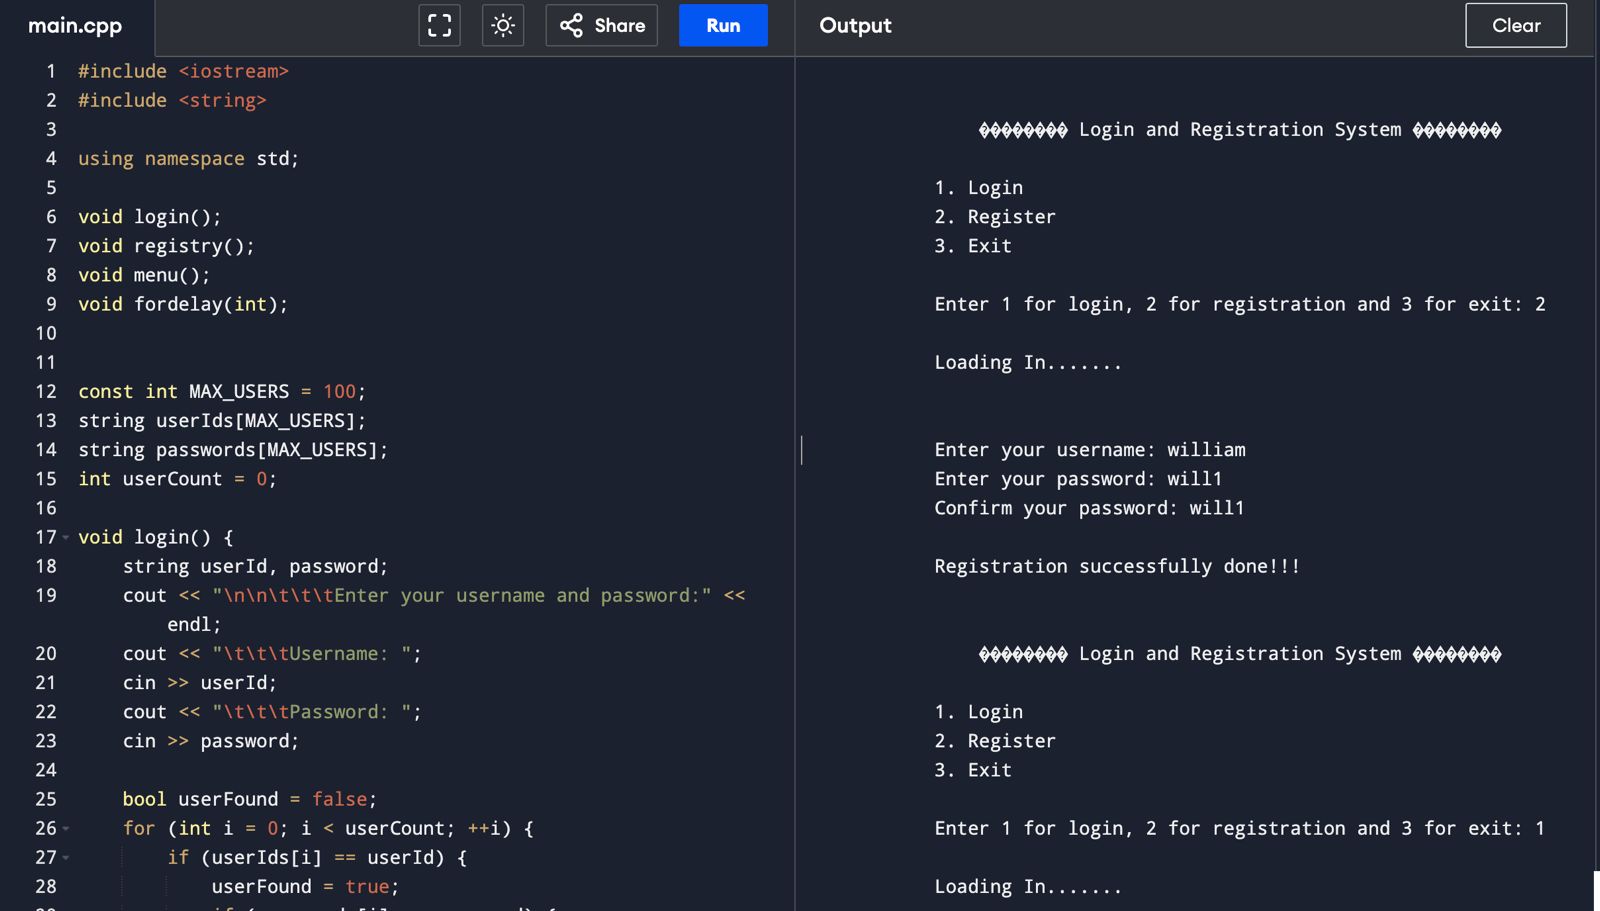 main.cpp
Share
Run
Output
Clear
1 #include <iostream>
2 #include <string>
3
4 using namespace std;
5
6 void login();
7 void registry();
8 void menu();
9 void fordelay(int);
10
11
12 const int MAX_USERS = 100;
13 string userIds[MAX_USERS];
14 string passwords[MAX_USERS];
15 int userCount = 0;
16
17 void login() {
18 string userId, password;
19 cout << "\n\n\t\t\tEnter your username and password:" <<
endl;
20 cout << "\t\t\tUsername: ";
21 cin >> userId;
22 cout << "\t\t\tPassword: ";
23 cin >> password;
24
25 bool userFound = false;
26 for (int i = 0; i < userCount; ++i) {
27 if (userIds[i] == userId) {
28 userFound = true;
�������� Login and Registration System ��������
1. Login
2. Register
3. Exit
Enter 1 for login, 2 for registration and 3 for exit: 2
Loading In.......
Enter your username: william
Enter your password: will1
Confirm your password: will1
Registration successfully done!!!
�������� Login and Registration System ��������
1. Login
2. Register
3. Exit
Enter 1 for login, 2 for registration and 3 for exit: 1
Loading In.......